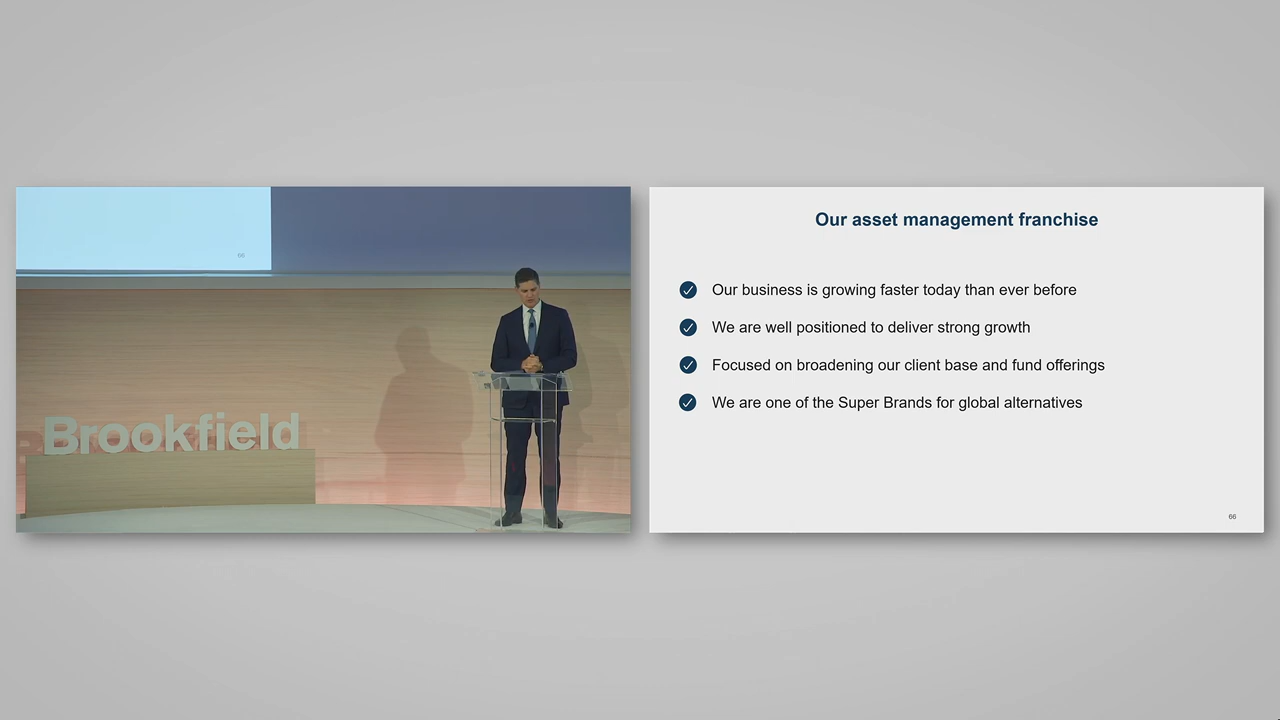 66
Brookfield
Our asset management franchise
Our business is growing faster today than ever before
We are well positioned to deliver strong growth
Focused on broadening our client base and fund offerings
We are one of the Super Brands for global alternatives
66